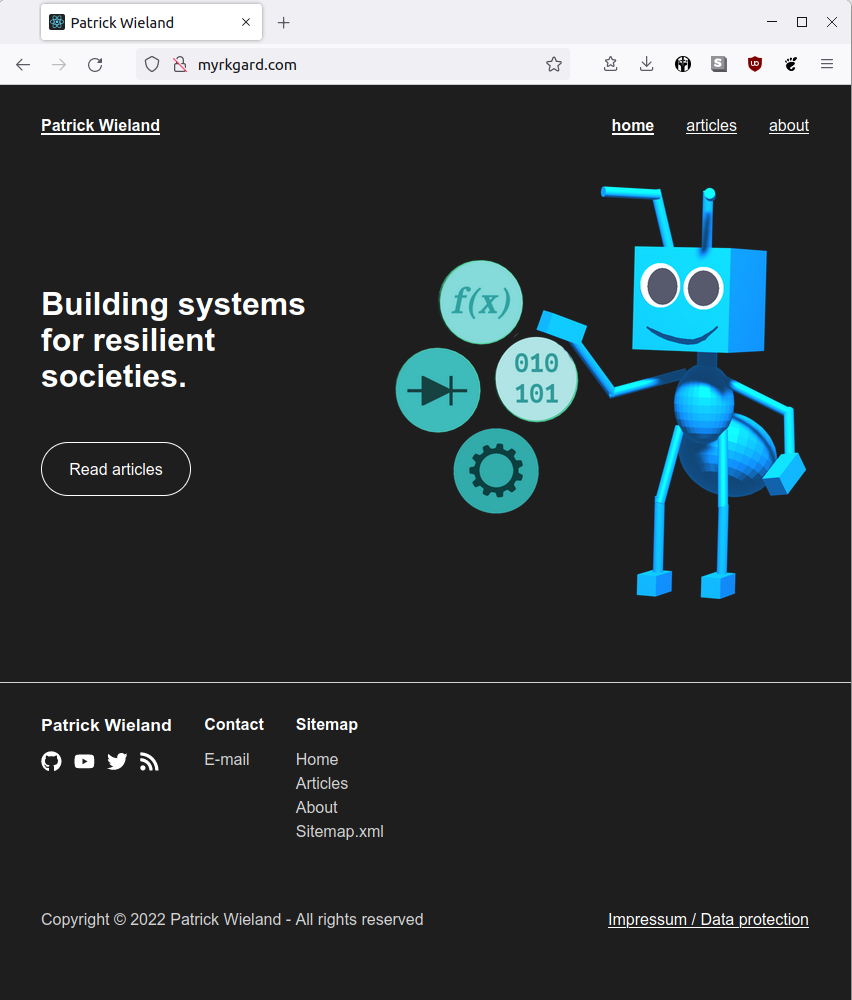 Patrick Wieland
myrkgard.com
Patrick Wieland home articles about
f(x)
Building systems
for resilient
societies.
010
101
Read articles
Patrick Wieland Contact Sitemap
E-mail Home
Articles
About
Sitemap.xml
Copyright © 2022 Patrick Wieland - All rights reserved Impressum / Data protection